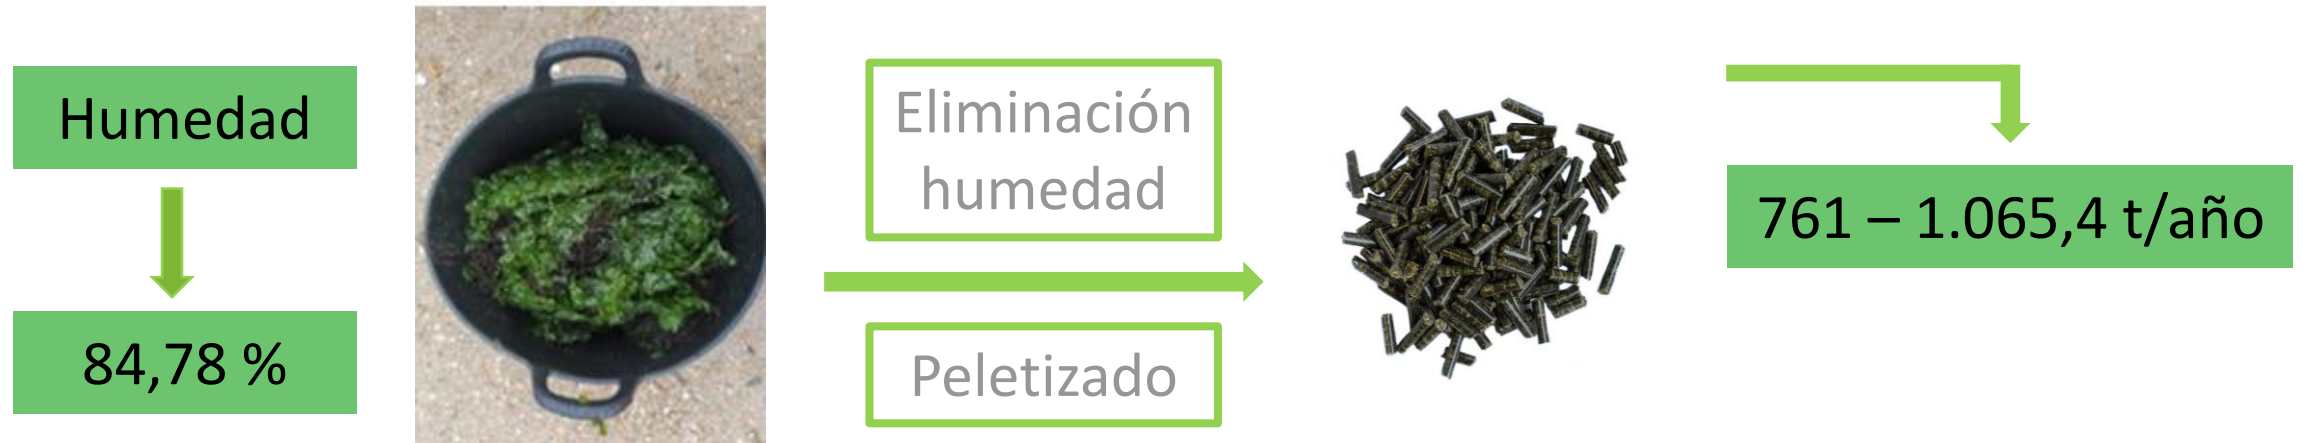 Humedad
84,78 %
Eliminación
humedad
Peletizado
761 – 1.065,4 t/año